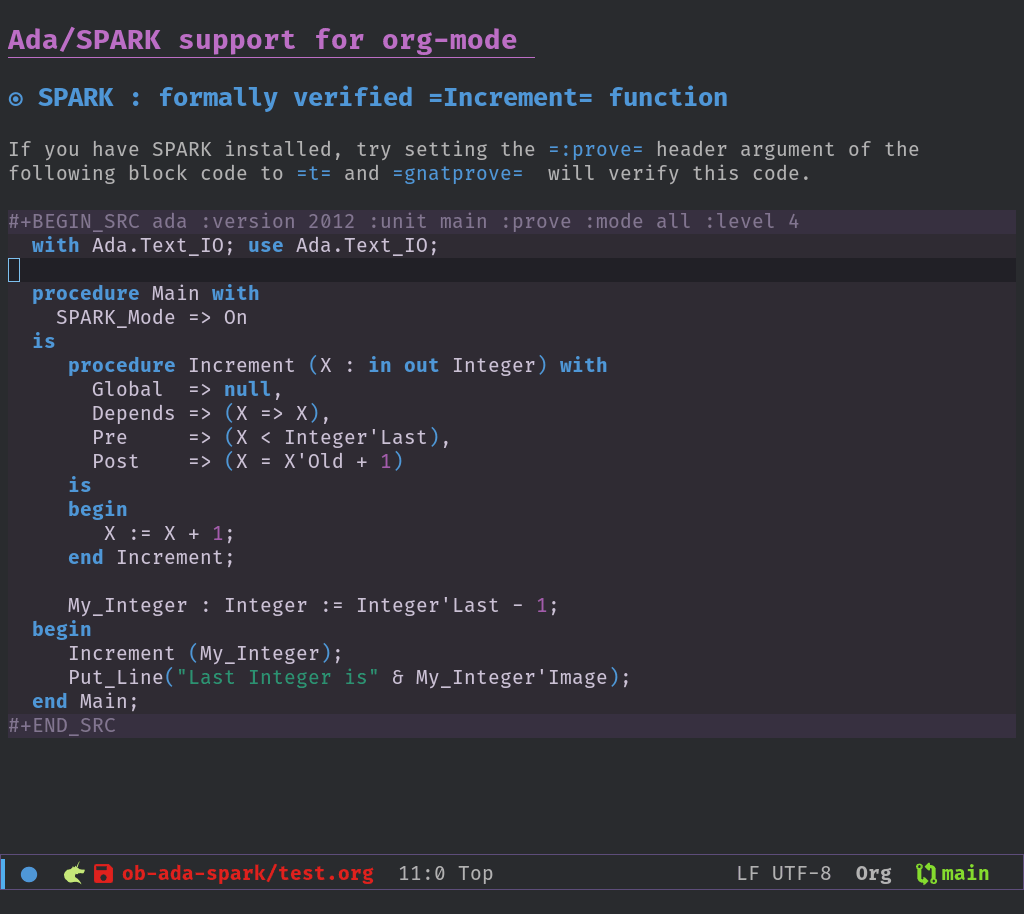 Ada/SPARK support for org-mode
SPARK : formally verified =Increment= function
If you have SPARK installed, try setting the =:prove= header argument of the
following block code to =t= and =gnatprove=  will verify this code.
#+BEGIN_SRC ada :version 2012 :unit main :prove :mode all :level 4
  with Ada.Text_IO; use Ada.Text_IO;
  procedure Main with
    SPARK_Mode => On
  is
     procedure Increment (X : in out Integer) with
       Global  => null,
       Depends => (X => X),
       Pre     => (X < Integer'Last),
       Post    => (X = X'Old + 1)
     is
     begin
        X := X + 1;
     end Increment;
     My_Integer : Integer := Integer'Last - 1;
  begin
     Increment (My_Integer);
     Put_Line("Last Integer is" & My_Integer'Image);
  end Main;
#+END_SRC
ob-ada-spark/test.org  11:0 Top  LF UTF-8  Org  main